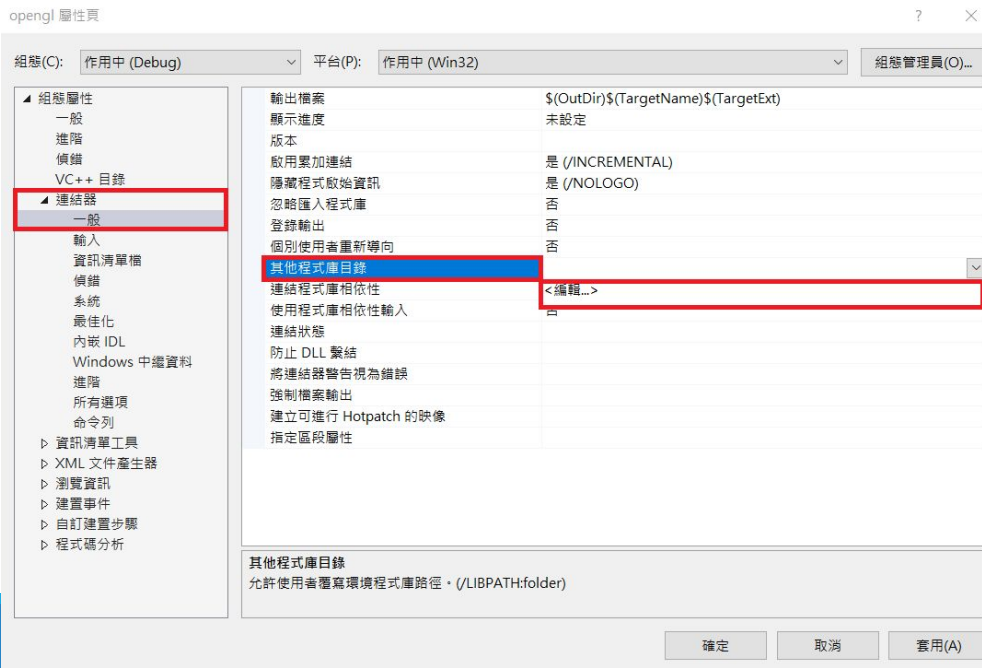 opengl 屬性頁
組態(C): 作用中 (Debug) 平台(P): 作用中 (Win32) 組態管理員(O)...
組態屬性
一般
進階
偵錯
VC++ 目錄
連結器
一般
輸入
資訊清單檔
偵錯
系統
最佳化
內嵌 IDL
Windows 中繼資料
進階
所有選項
命令列
資訊清單工具
XML 文件產生器
瀏覽資訊
建置事件
自訂建置步驟
程式碼分析
輸出檔案 $(OutDir)$(TargetName)$(TargetExt)
顯示進度 未設定
版本
啟用累加連結 是 (/INCREMENTAL)
隱藏程式啟始資訊 是 (/NOLOGO)
忽略匯入程式庫 否
登錄輸出 否
個別使用者重新導向 否
其他程式庫目錄
連結程式庫相依性 <編輯...>
使用程式庫相依性輸入 否
連結狀態
防止 DLL 繫結
將連結器警告視為錯誤
強制檔案輸出
建立可進行 Hotpatch 的映像
指定區段屬性
其他程式庫目錄
允許使用者覆寫環境程式庫路徑。(/LIBPATH:folder)
確定 取消 套用(A)